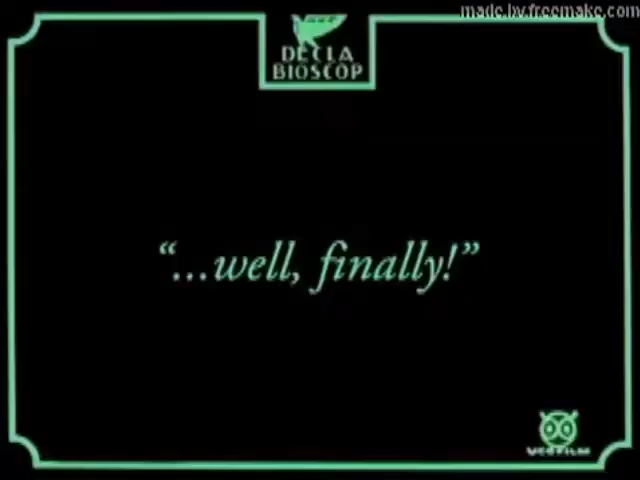 made.by.freemake.com
DECLA
BIOSCOP
“...well, finally!”